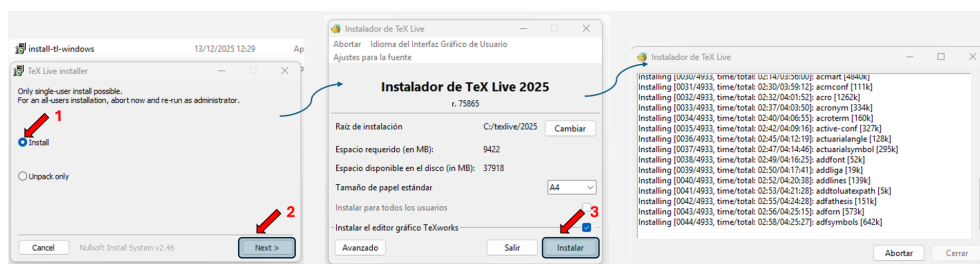 install-tl-windows 13/12/2025 12:29 Ap
TeX Live installer
Only single-user install possible.
For an all-users installation, abort now and re-run as administrator.
1
Install
Unpack only
2
Cancel Nullsoft Install System v2.46 Next >
Instalador de TeX Live
Abortar Idioma del Interfaz Gráfico de Usuario
Ajustes para la fuente
Instalador de TeX Live 2025
r. 75865
Raíz de instalación C:/texlive/2025 Cambiar
Espacio requerido (en MB): 9422
Espacio disponible en el disco (in MB): 37918
Tamaño de papel estándar A4
Instalar para todos los usuarios
3
Instalar el editor gráfico TeXworks
Avanzado Salir Instalar
Instalador de TeX Live
Installing [0030/4933, time/total: 02:14/03:56:00]: acmart [4840k]
Installing [0031/4933, time/total: 02:30/03:59:12]: acmconf [111k]
Installing [0032/4933, time/total: 02:32/04:01:52]: acro [1262k]
Installing [0033/4933, time/total: 02:37/04:03:50]: acronym [334k]
Installing [0034/4933, time/total: 02:40/04:06:55]: acroterm [160k]
Installing [0035/4933, time/total: 02:42/04:09:16]: active-conf [327k]
Installing [0036/4933, time/total: 02:45/04:12:19]: actuarialangle [128k]
Installing [0037/4933, time/total: 02:47/04:14:46]: actuarialsymbol [295k]
Installing [0038/4933, time/total: 02:49/04:16:25]: addfont [52k]
Installing [0039/4933, time/total: 02:50/04:17:41]: addliga [19k]
Installing [0040/4933, time/total: 02:52/04:20:38]: addlines [139k]
Installing [0041/4933, time/total: 02:53/04:21:28]: addtoluatexpath [5k]
Installing [0042/4933, time/total: 02:55/04:24:28]: adfathesis [151k]
Installing [0043/4933, time/total: 02:56/04:25:15]: adforn [573k]
Installing [0044/4933, time/total: 02:58/04:25:27]: adfsymbols [642k]
Abortar Cerrar